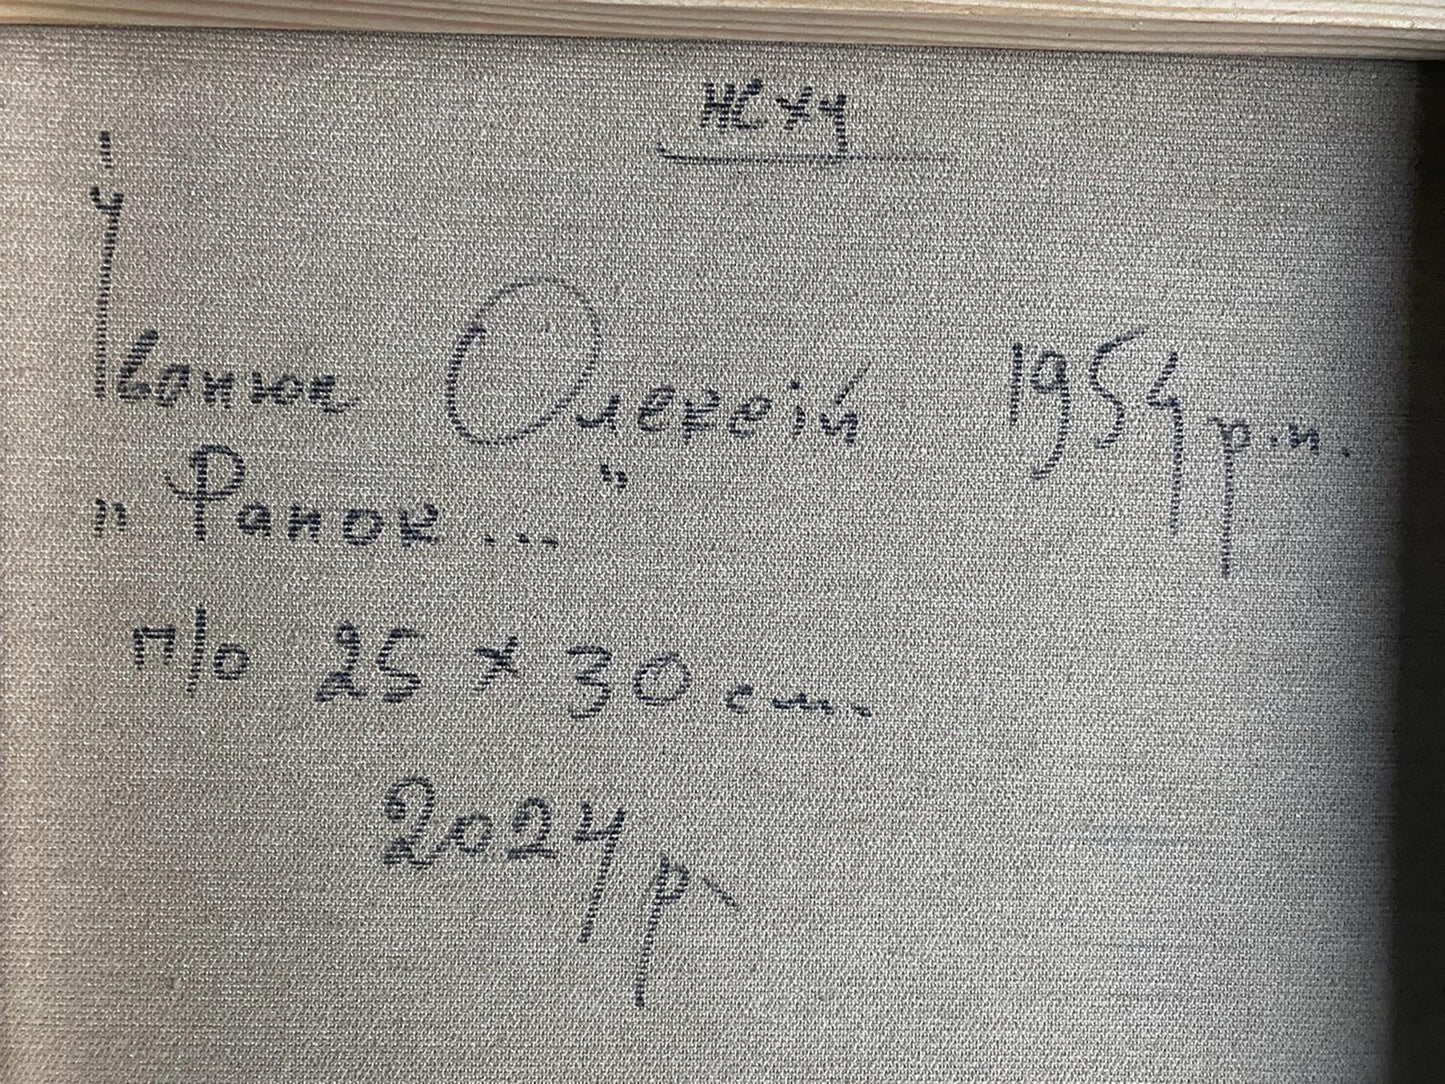 НСХУ
Іванюк Олексій 1954 р.н.
"Ранок..."
п/о 25 x 30 см.
2024 р.